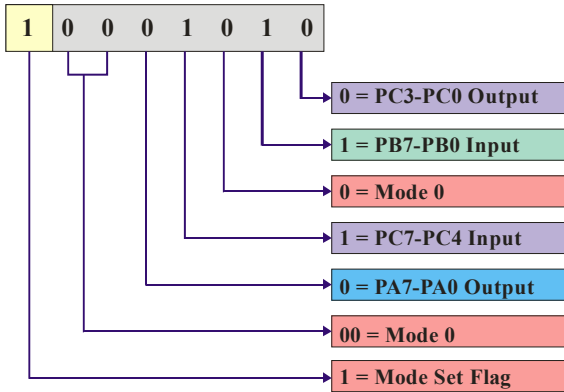 1 0 0 0 1 0 1 0
0 = PC3-PC0 Output
1 = PB7-PB0 Input
0 = Mode 0
1 = PC7-PC4 Input
0 = PA7-PA0 Output
00 = Mode 0
1 = Mode Set Flag